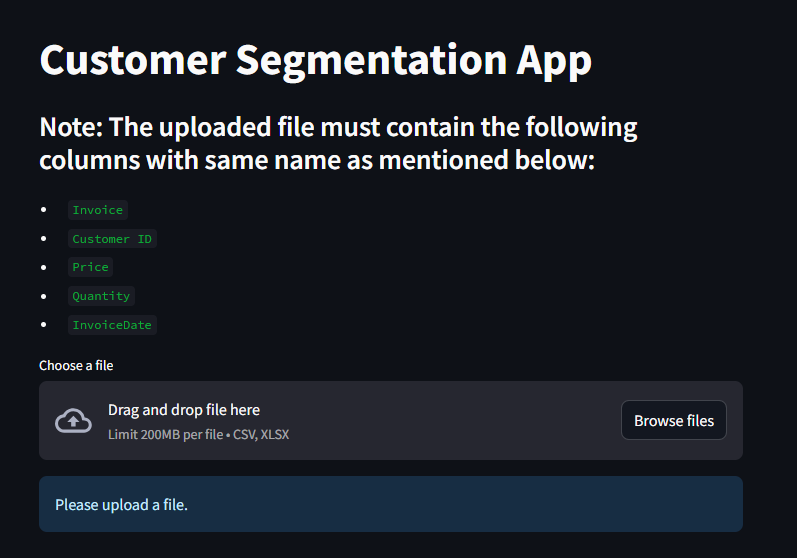 Customer Segmentation App
Note: The uploaded file must contain the following
columns with same name as mentioned below:
Invoice
Customer ID
Price
Quantity
InvoiceDate
Choose a file
Drag and drop file here
Limit 200MB per file • CSV, XLSX
Browse files
Please upload a file.